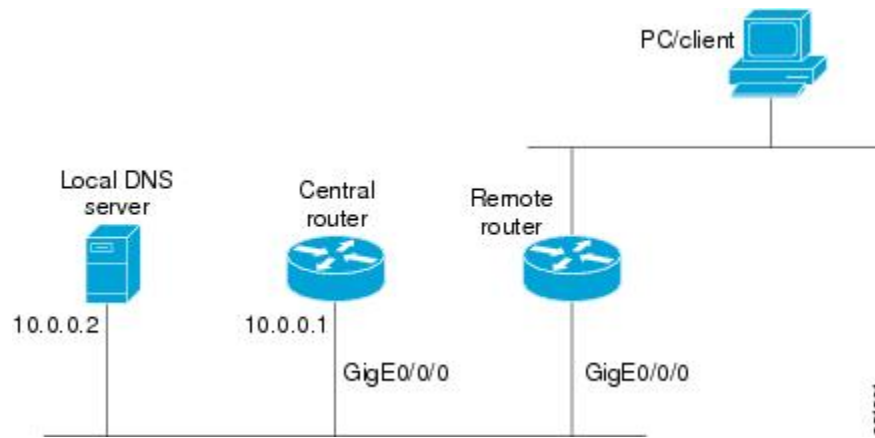 PC/client
Local DNS
server
Central
router
Remote
router
10.0.0.2
10.0.0.1
GigE0/0/0
GigE0/0/0